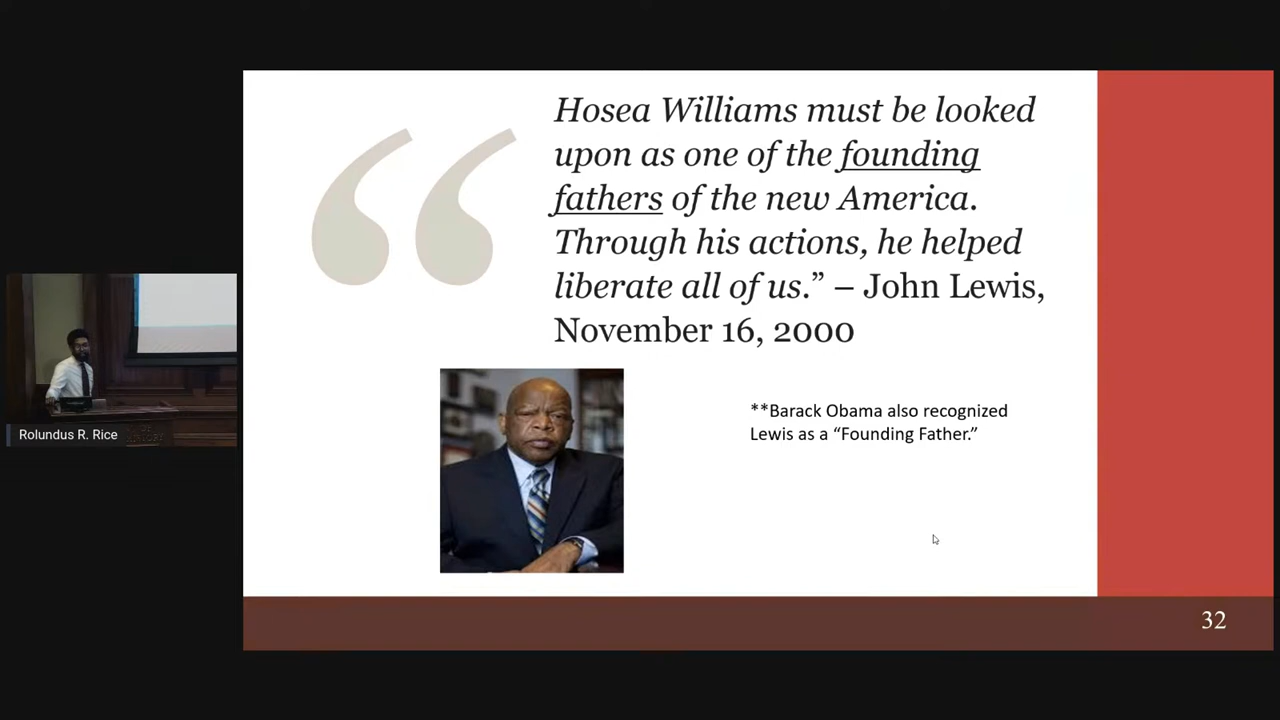 Hosea Williams must be looked
upon as one of the founding
fathers of the new America.
Through his actions, he helped
liberate all of us.” – John Lewis,
November 16, 2000
**Barack Obama also recognized
Lewis as a “Founding Father.”
Rolundus R. Rice
32